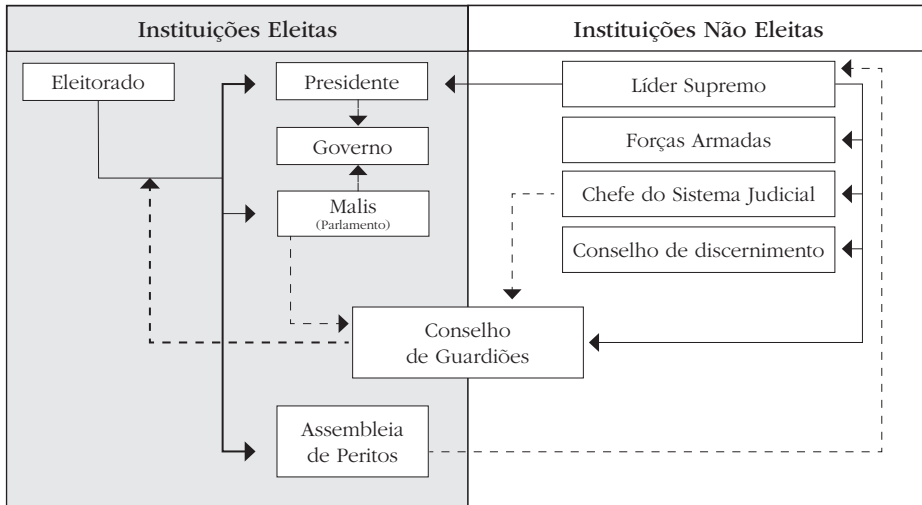 Instituições Eleitas
Instituições Não Eleitas
Eleitorado
Presidente
Líder Supremo
Governo
Forças Armadas
Malis
(Parlamento)
Chefe do Sistema Judicial
Conselho de discernimento
Conselho
de Guardiões
Assembleia
de Peritos